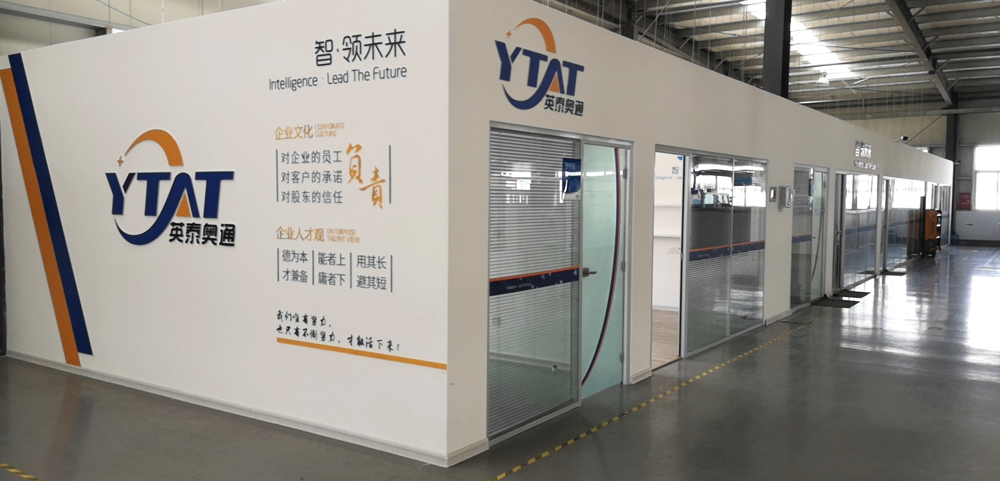 智·领未来
Intelligence · Lead The Future
YTAT
英泰奥通
企业文化 CORPORATE CULTURE
对企业的员工
对客户的承诺
对股东的信任
负责
企业人才观 ENTERPRISE TALENT VIEW
德为本
才兼备
能者上
庸者下
用其长
避其短
我们唯有努力,
也只有不懈努力,才能活下来!
YTAT
英泰奥通
智·领未来